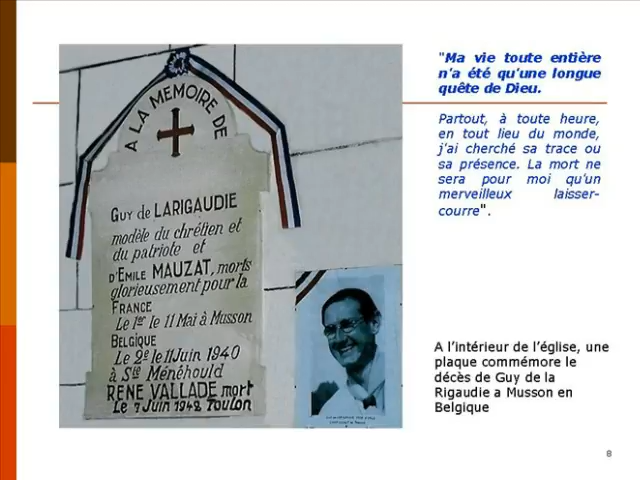 A LA MEMOIRE DE
GUY de LARIGAUDIE
modèle du chrétien et
du patriote et
D'EMILE MAUZAT, morts
glorieusement pour la
FRANCE
Le 1er le 11 Mai à Musson
BELGIQUE
Le 2e le 11 Juin 1940
à Ste Ménéhould
RENE VALLADE mort
Le 7 Juin 1942 Toulon
"Ma vie toute entière
n'a été qu'une longue
quête de Dieu.
Partout, à toute heure,
en tout lieu du monde,
j'ai cherché sa trace ou
sa présence. La mort ne
sera pour moi qu'un
merveilleux laisser-
courre".
A l'intérieur de l'église, une
plaque commémore le
décès de Guy de la
Rigaudie a Musson en
Belgique
8